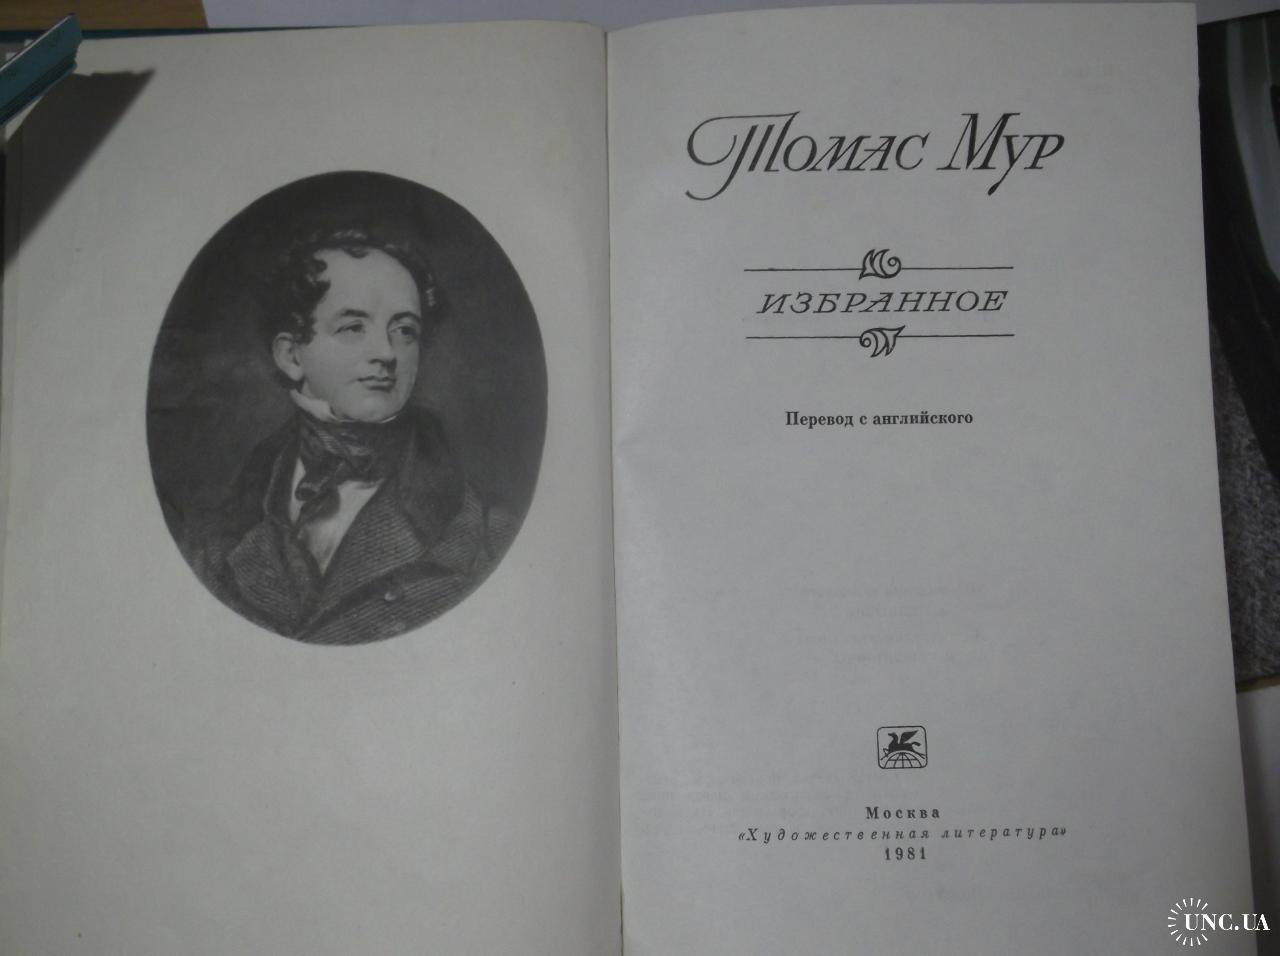 Томас Мур
ИЗБРАННОЕ
Перевод с английского
Москва
«Художественная литература»
1981
UNC.UA